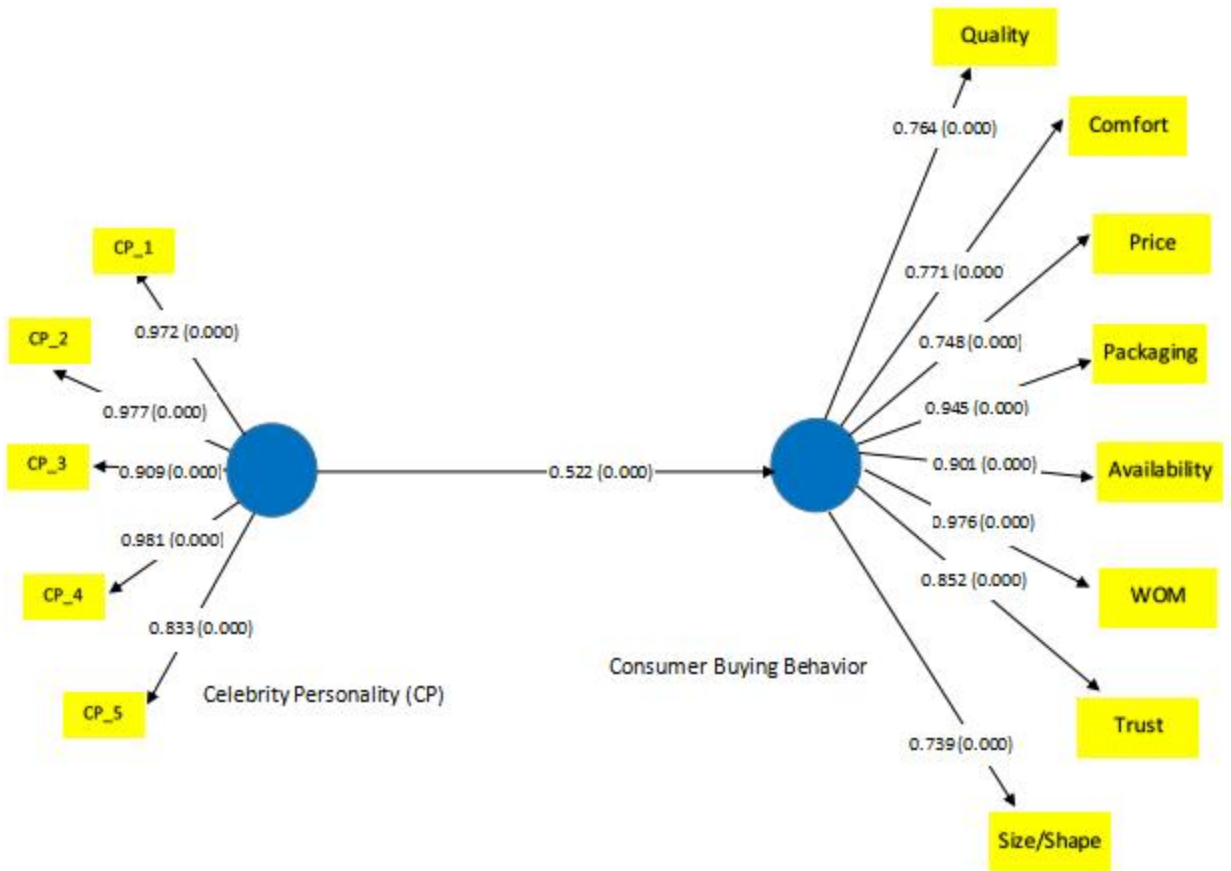 Quality
0.764 (0.000)
Comfort
CP_1
Price
0.771 (0.000
0.972 (0.000)
CP_2
0.748 (0.000)
Packaging
0.977 (0.000)
0.945 (0.000)
CP_3
0.909 (0.000)
0.522 (0.000)
0.901 (0.000)
Availability
0.981 (0.000)
0.976 (0.000)
CP_4
0.852 (0.000)
WOM
0.833 (0.000)
Consumer Buying Behavior
Celebrity Personality (CP)
CP_5
Trust
0.739 (0.000)
Size/Shape